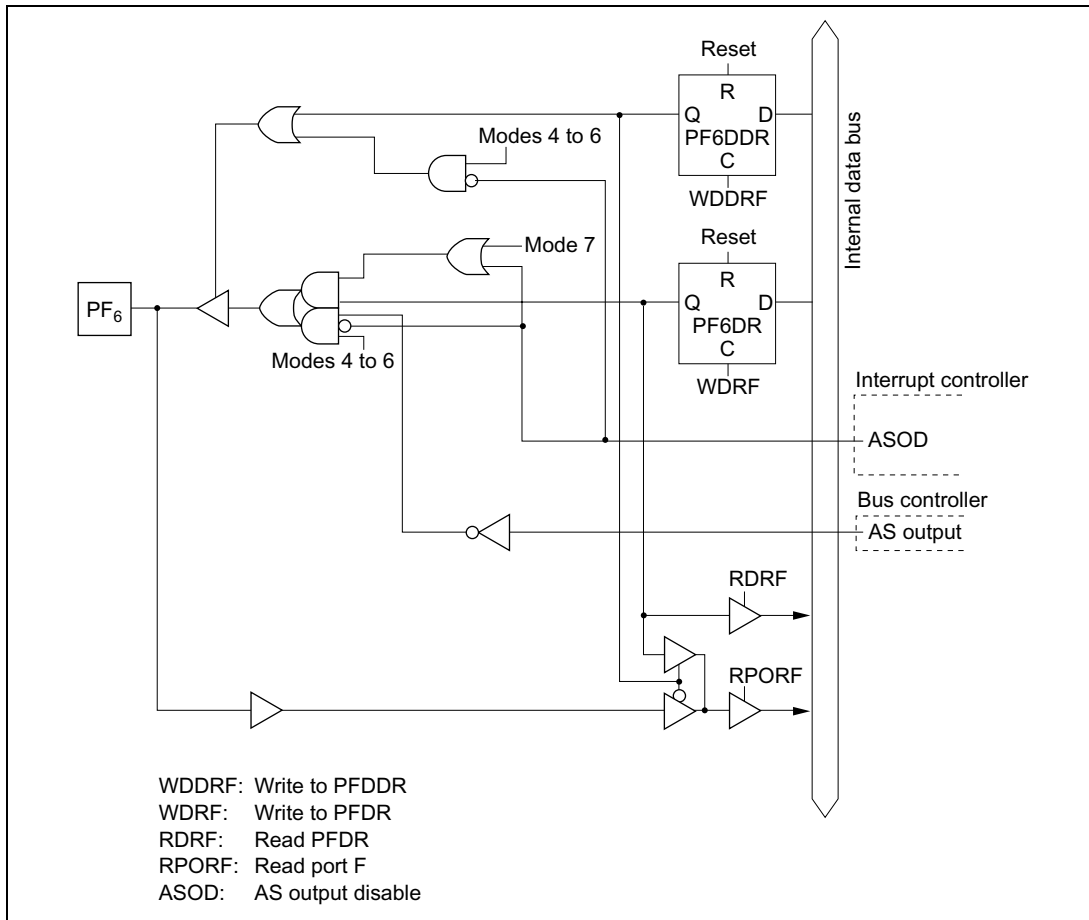 Reset
R
Q D
PF6DDR
C
WDDRF
Internal data bus
Modes 4 to 6
Reset
R
Mode 7
Q D
PF6DR
C
WDRF
PF6
Modes 4 to 6
Interrupt controller
ASOD
Bus controller
AS output
RDRF
RPORF
WDDRF: Write to PFDDR
WDRF: Write to PFDR
RDRF: Read PFDR
RPORF: Read port F
ASOD: AS output disable